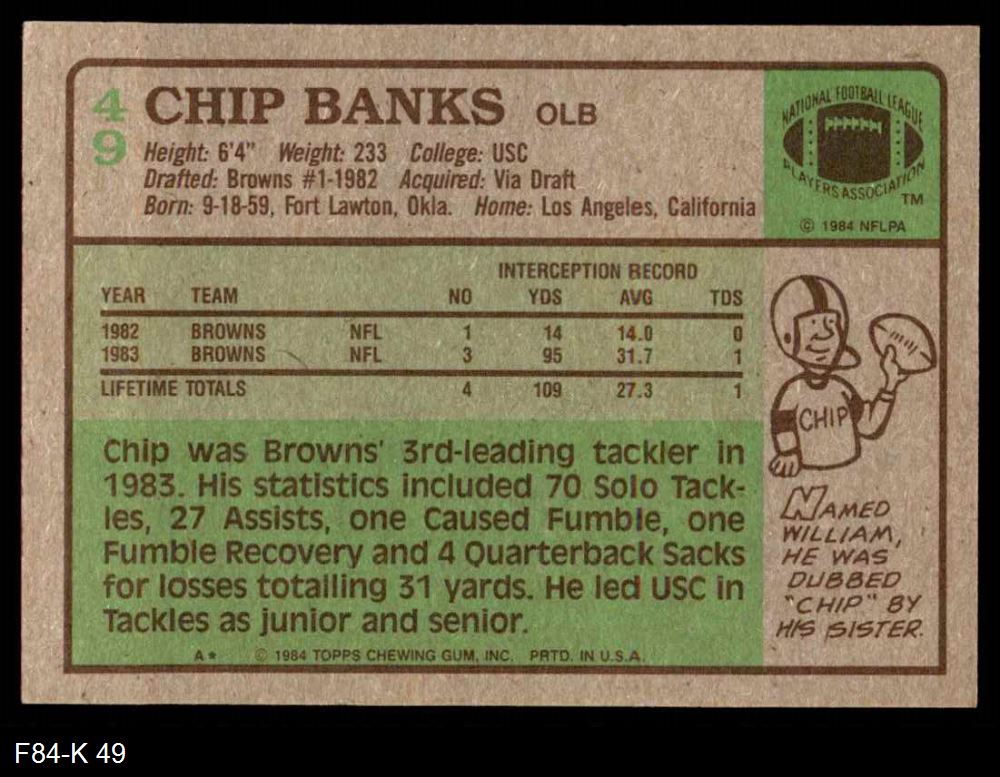 49
CHIP BANKS OLB
Height: 6'4" Weight: 233 College: USC
Drafted: Browns #1-1982 Acquired: Via Draft
Born: 9-18-59, Fort Lawton, Okla. Home: Los Angeles, California
NATIONAL FOOTBALL LEAGUE
PLAYERS ASSOCIATION
TM
© 1984 NFLPA
INTERCEPTION RECORD
YEAR TEAM NO YDS AVG TDS
1982 BROWNS NFL 1 14 14.0 0
1983 BROWNS NFL 3 95 31.7 1
LIFETIME TOTALS 4 109 27.3 1
Chip was Browns' 3rd-leading tackler in
1983. His statistics included 70 Solo Tack-
les, 27 Assists, one Caused Fumble, one
Fumble Recovery and 4 Quarterback Sacks
for losses totalling 31 yards. He led USC in
Tackles as junior and senior.
A* © 1984 TOPPS CHEWING GUM, INC. PRTD. IN U.S.A.
CHIP
NAMED
WILLIAM,
HE WAS
DUBBED
"CHIP" BY
HIS SISTER.
F84-K 49